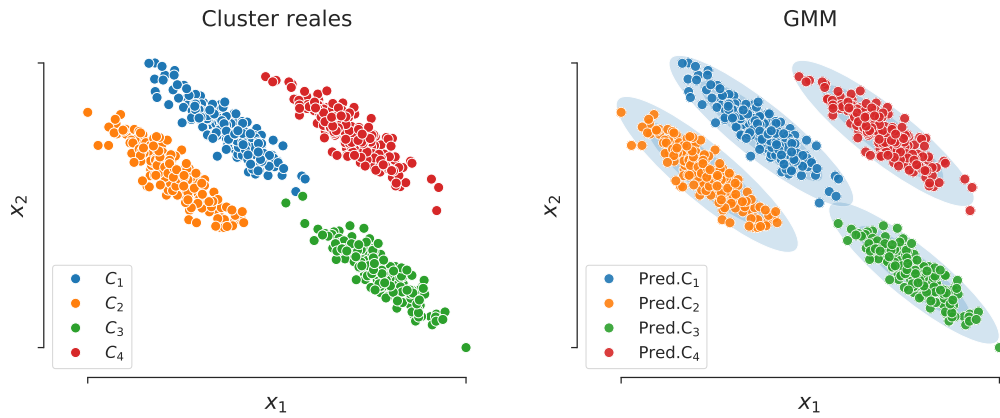 Cluster reales
x₂
C₁
C₂
C₃
C₄
x₁
GMM
x₂
Pred.C₁
Pred.C₂
Pred.C₃
Pred.C₄
x₁